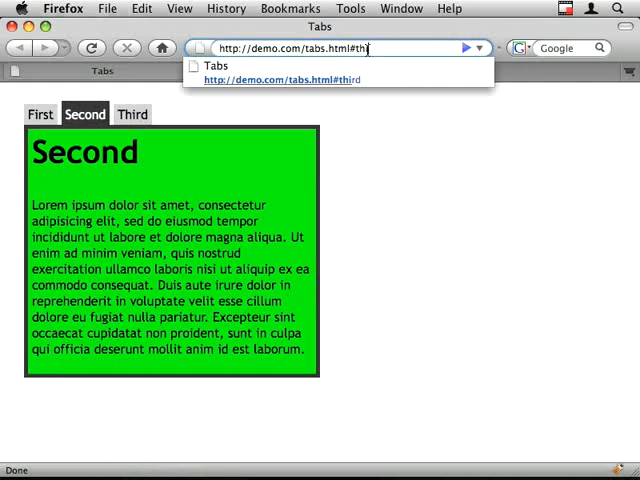 Firefox File Edit View History Bookmarks Tools Window Help
Tabs
http://demo.com/tabs.html#thi
Google
Tabs
Tabs
http://demo.com/tabs.html#third
First Second Third
Second
Lorem ipsum dolor sit amet, consectetur
adipisicing elit, sed do eiusmod tempor
incididunt ut labore et dolore magna aliqua. Ut
enim ad minim veniam, quis nostrud
exercitation ullamco laboris nisi ut aliquip ex ea
commodo consequat. Duis aute irure dolor in
reprehenderit in voluptate velit esse cillum
dolore eu fugiat nulla pariatur. Excepteur sint
occaecat cupidatat non proident, sunt in culpa
qui officia deserunt mollit anim id est laborum.
Done